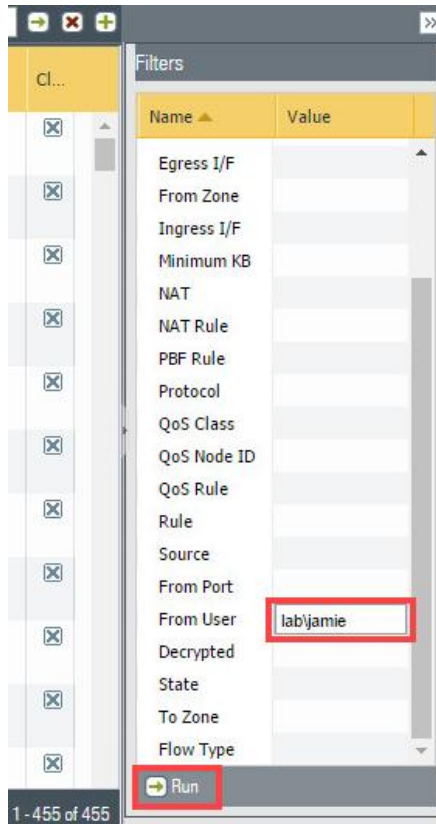 Cl...
Filters
Name Value
Egress I/F
From Zone
Ingress I/F
Minimum KB
NAT
NAT Rule
PBF Rule
Protocol
QoS Class
QoS Node ID
QoS Rule
Rule
Source
From Port
From User lab\jamie
Decrypted
State
To Zone
Flow Type
Run
1 - 455 of 455